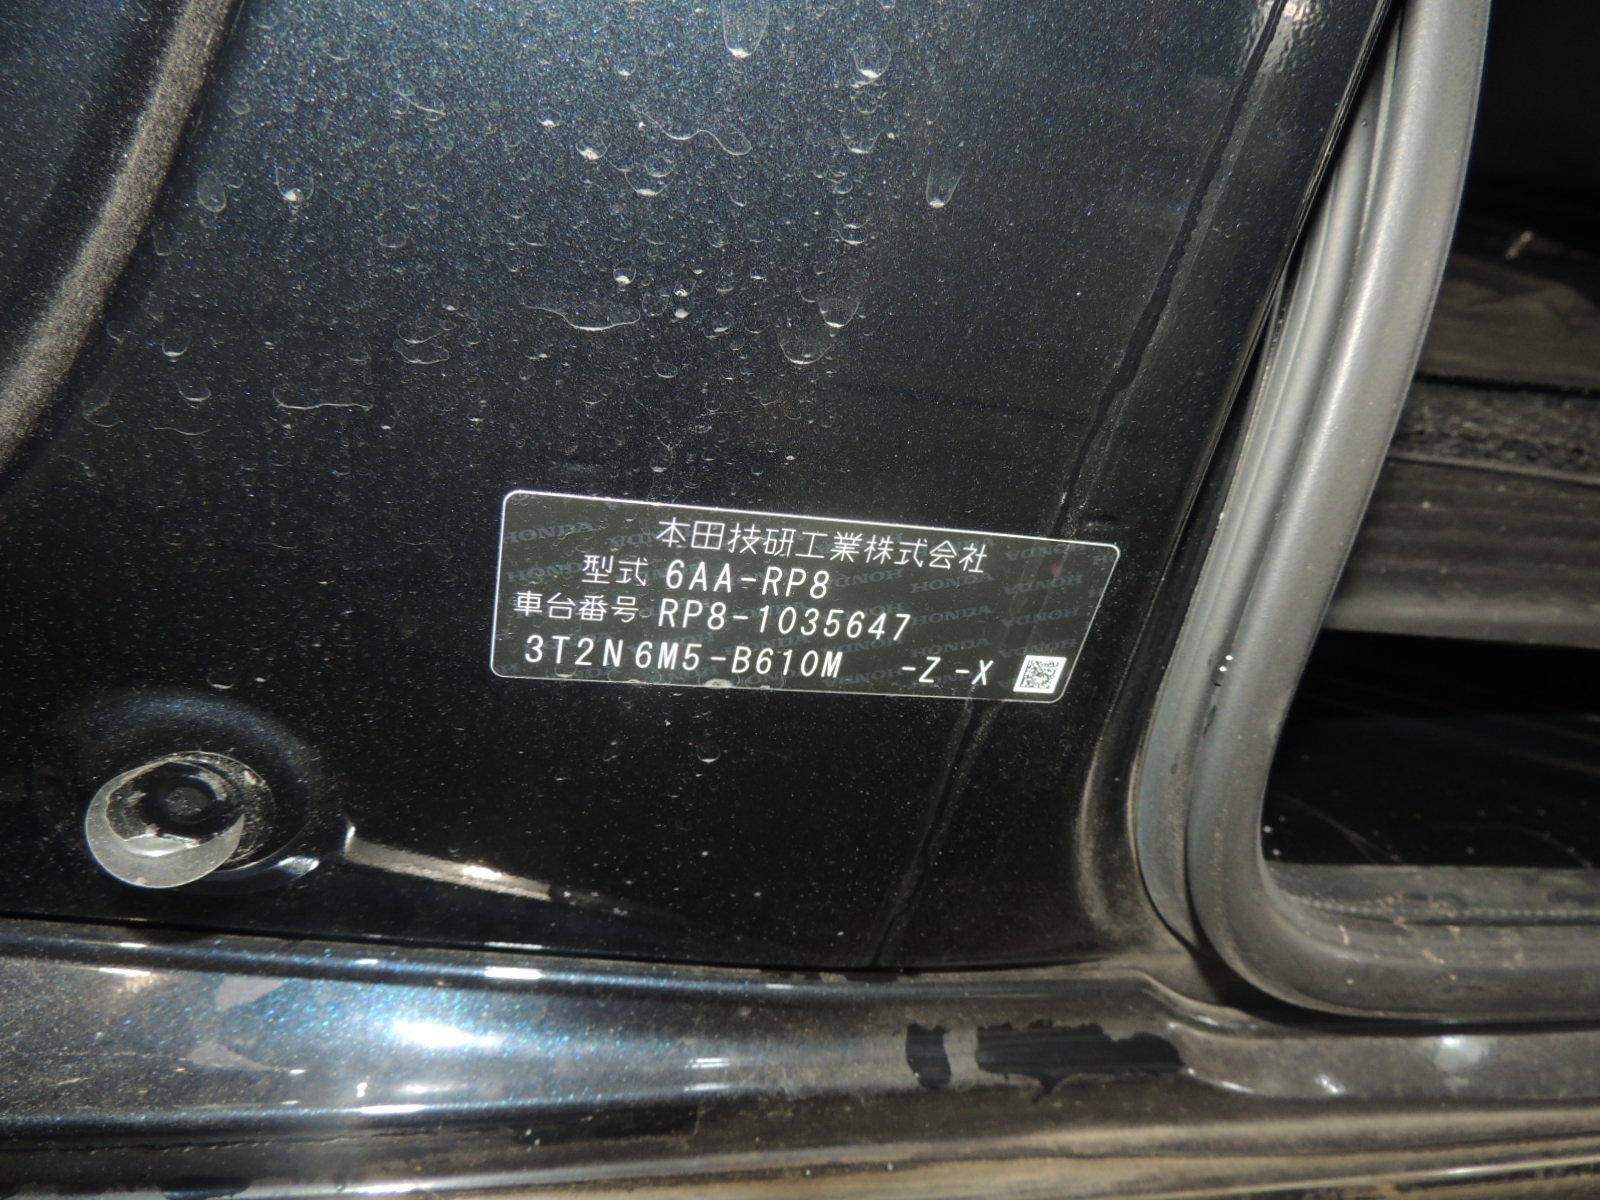 本田技研工業株式会社
型式 6AA-RP8
車台番号 RP8-1035647
3T2N6M5-B610M -Z -X